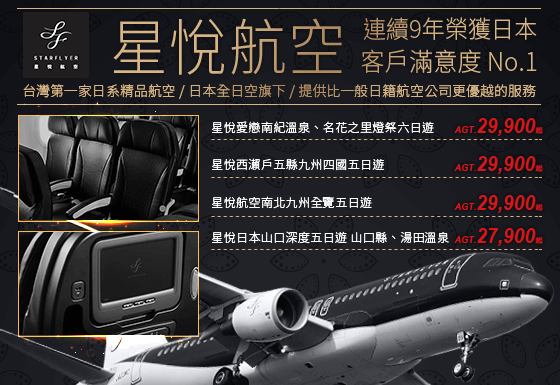 STARFLYER
星悅航空
星悅航空
連續9年榮獲日本
客戶滿意度 No.1
台灣第一家日系精品航空 / 日本全日空旗下 / 提供比一般日籍航空公司更優越的服務
星悅愛戀南紀溫泉、名花之里燈祭六日遊 AGT.29,900起
星悅西瀨戶五縣九州四國五日遊 AGT.29,900起
星悅航空南北九州全覽五日遊 AGT.29,900起
星悅日本山口深度五日遊 山口縣、湯田溫泉 AGT.27,900起
STARFLYER